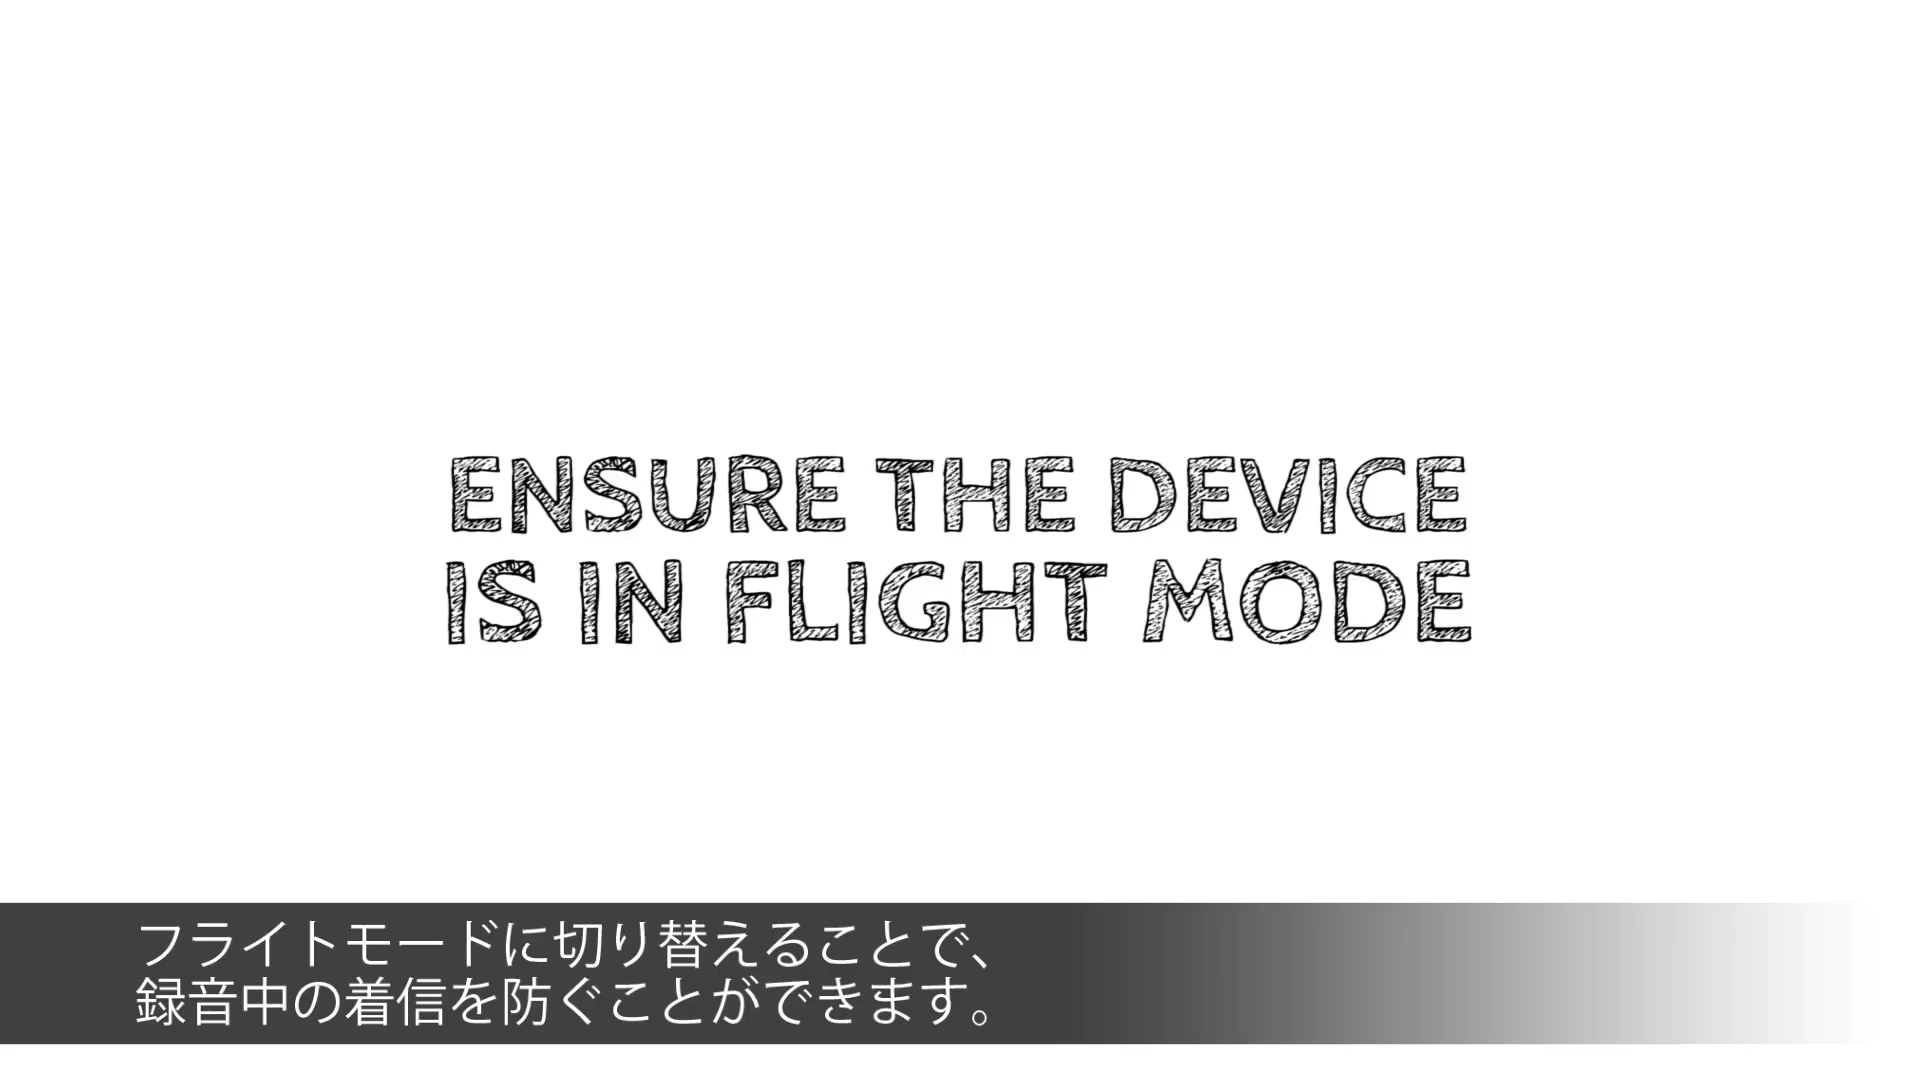 ENSURE THE DEVICE
IS IN FLIGHT MODE
フライトモードに切り替えることで、
録音中の着信を防ぐことができます。